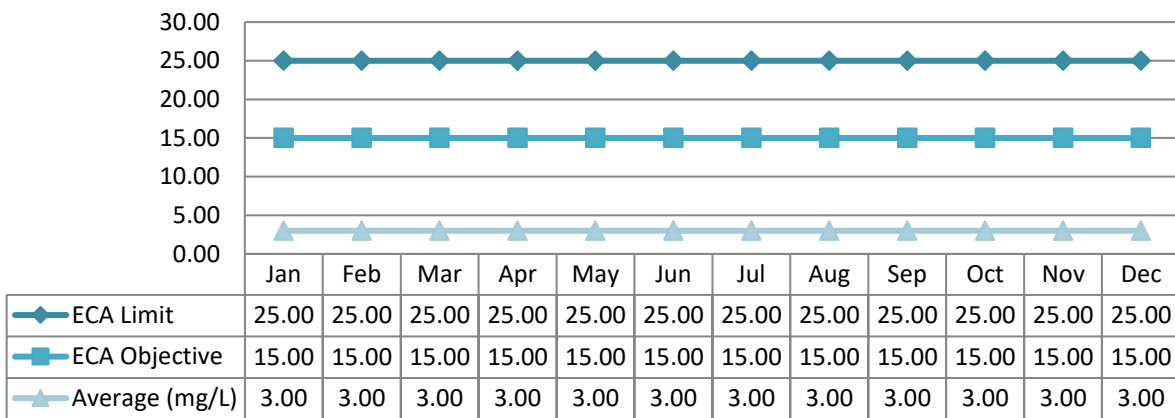 30.00
25.00
20.00
15.00
10.00
5.00
0.00
Jan Feb Mar Apr May Jun Jul Aug Sep Oct Nov Dec
ECA Limit 25.00 25.00 25.00 25.00 25.00 25.00 25.00 25.00 25.00 25.00 25.00 25.00
ECA Objective 15.00 15.00 15.00 15.00 15.00 15.00 15.00 15.00 15.00 15.00 15.00 15.00
Average (mg/L) 3.00 3.00 3.00 3.00 3.00 3.00 3.00 3.00 3.00 3.00 3.00 3.00